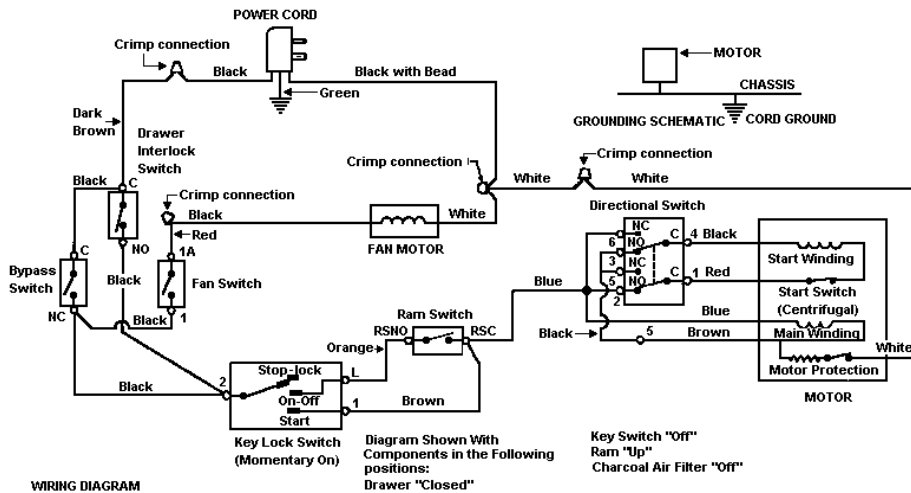 POWER CORD
Crimp connection
Black
Black with Bead
Green
MOTOR
CHASSIS
GROUNDING SCHEMATIC
CORD GROUND
Dark
Brown
Drawer
Interlock
Switch
Black
C
NO
Crimp connection
Black
Red
White
FAN MOTOR
Crimp connection
White
Crimp connection
White
Directional Switch
NC
6
NO
3
NC
5
NO
2
C
4
Black
C
1
Red
Start Winding
Start Switch
(Centrifugal)
Blue
Main Winding
Brown
5
Black
Motor Protection
White
MOTOR
C
Bypass
Switch
NC
Black
1A
Fan Switch
1
Black
Blue
Ram Switch
RSNO
RSC
Orange
Black
2
Stop-lock
L
On-Off
Start
1
Brown
Key Lock Switch
(Momentary On)
Diagram Shown With
Components in the Following
positions:
Drawer "Closed"
Key Switch "Off"
Ram "Up"
Charcoal Air Filter "Off"
WIRING DIAGRAM